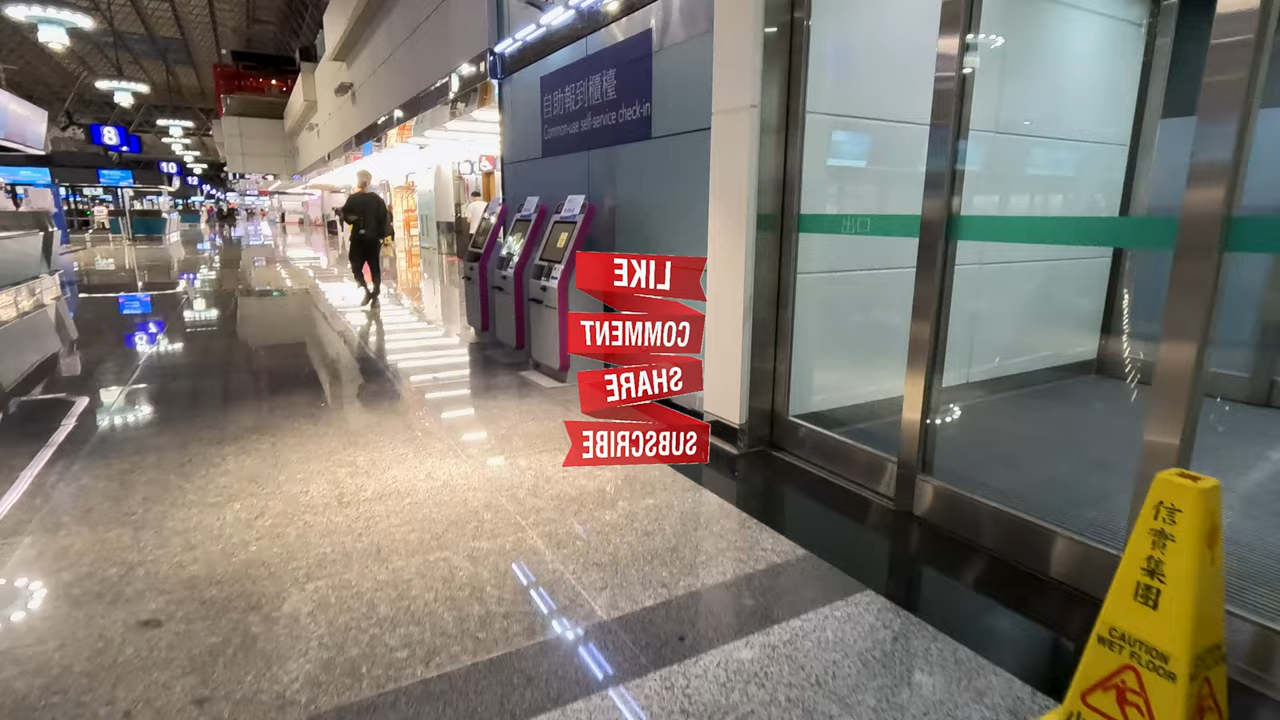 8
10
12
自助報到櫃檯
Common-use self-service check-in
出口
LIKE
COMMENT
SHARE
SUBSCRIBE
信實集團
CAUTION
WET FLOOR